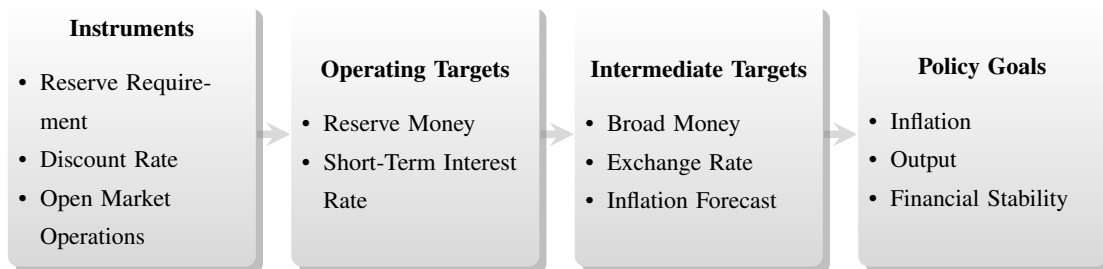 Instruments
• Reserve Require-
ment
• Discount Rate
• Open Market
Operations
Operating Targets
• Reserve Money
• Short-Term Interest
Rate
Intermediate Targets
• Broad Money
• Exchange Rate
• Inflation Forecast
Policy Goals
• Inflation
• Output
• Financial Stability